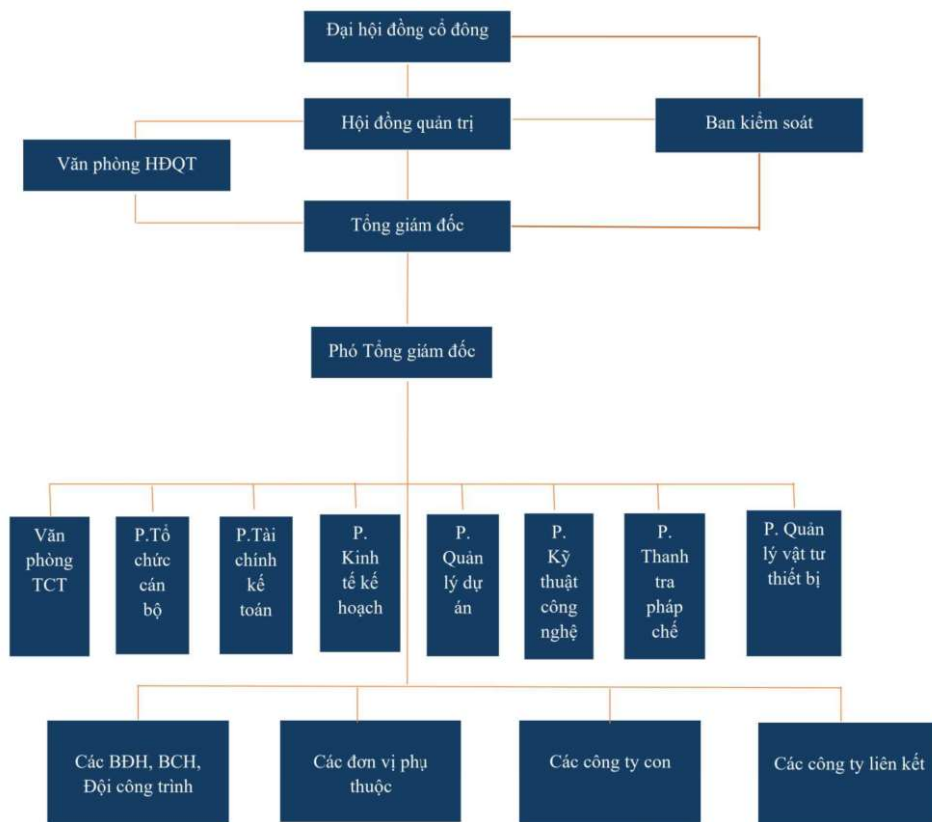 Đại hội đồng cổ đông
Hội đồng quản trị
Ban kiểm soát
Văn phòng HĐQT
Tổng giám đốc
Phó Tổng giám đốc
Văn
phòng
TCT
P.Tổ
chức
cán
bộ
P.Tài
chính
kế
toán
P.
Kinh
tế kế
hoạch
P.
Quản
lý dự
án
P.
Kỹ
thuật
công
nghệ
P.
Thanh
tra
pháp
chế
P. Quản
lý vật tư
thiết bị
Các BĐH, BCH,
Đội công trình
Các đơn vị phụ
thuộc
Các công ty con
Các công ty liên kết